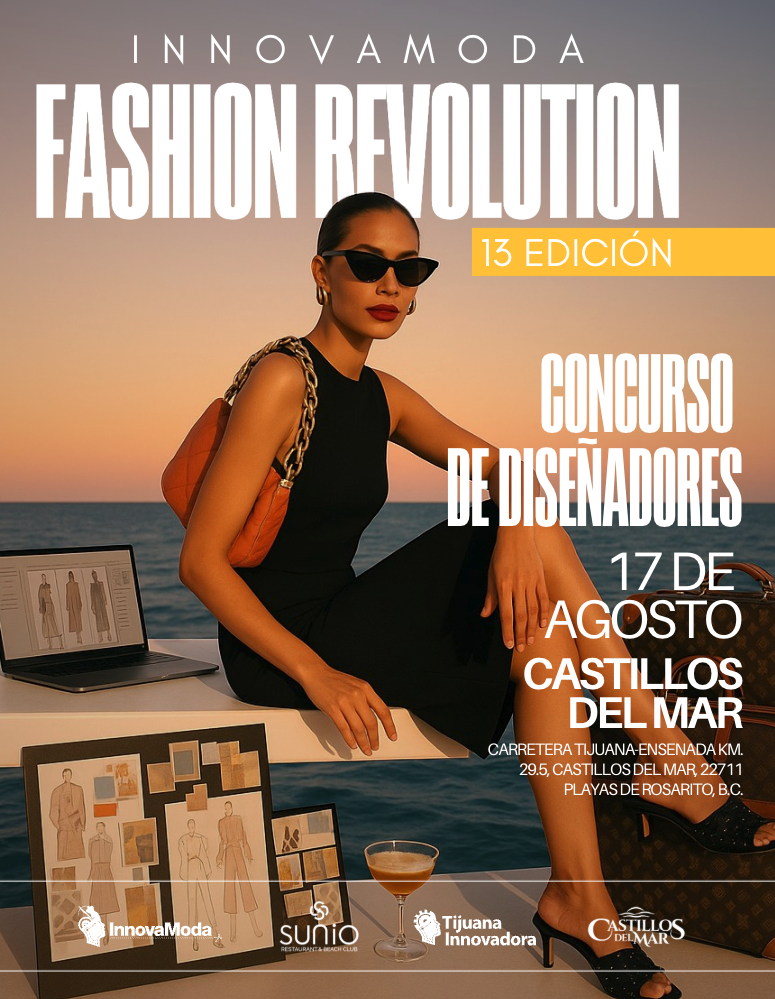 INNOVAMODA
FASHION REVOLUTION
13 EDICIÓN
CONCURSO
DE DISEÑADORES
17 DE
AGOSTO
CASTILLOS
DEL MAR
CARRETERA TIJUANA-ENSENADA KM.
29.5, CASTILLOS DEL MAR, 22711
PLAYAS DE ROSARITO, B.C.
InnovaModa
sunio
RESTAURANT & BEACH CLUB
Tijuana
Innovadora
CASTILLOS
DEL MAR